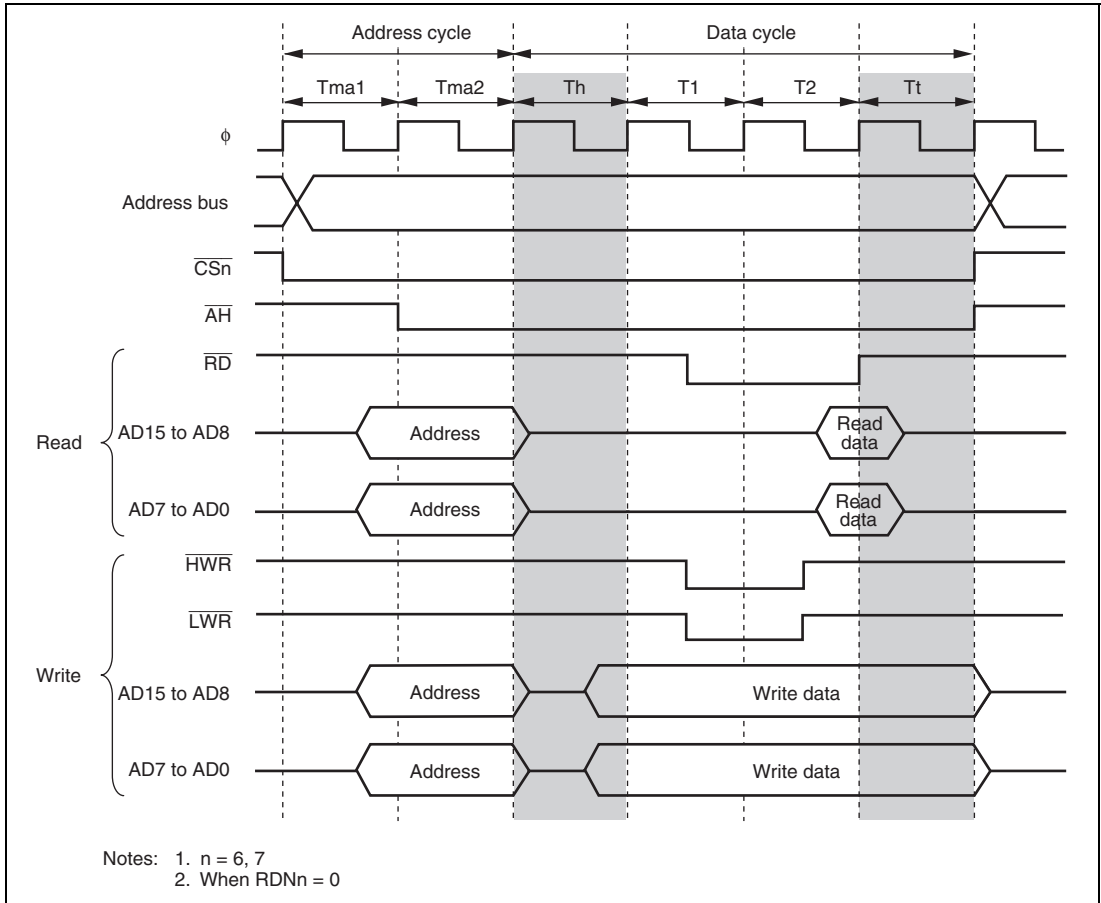 Address cycle Data cycle
Tma1 Tma2 Th T1 T2 Tt
ϕ
Address bus
CSn
AH
RD
Read
AD15 to AD8 Address Read data
AD7 to AD0 Address Read data
HWR
LWR
Write
AD15 to AD8 Address Write data
AD7 to AD0 Address Write data
Notes: 1. n = 6, 7
2. When RDNn = 0